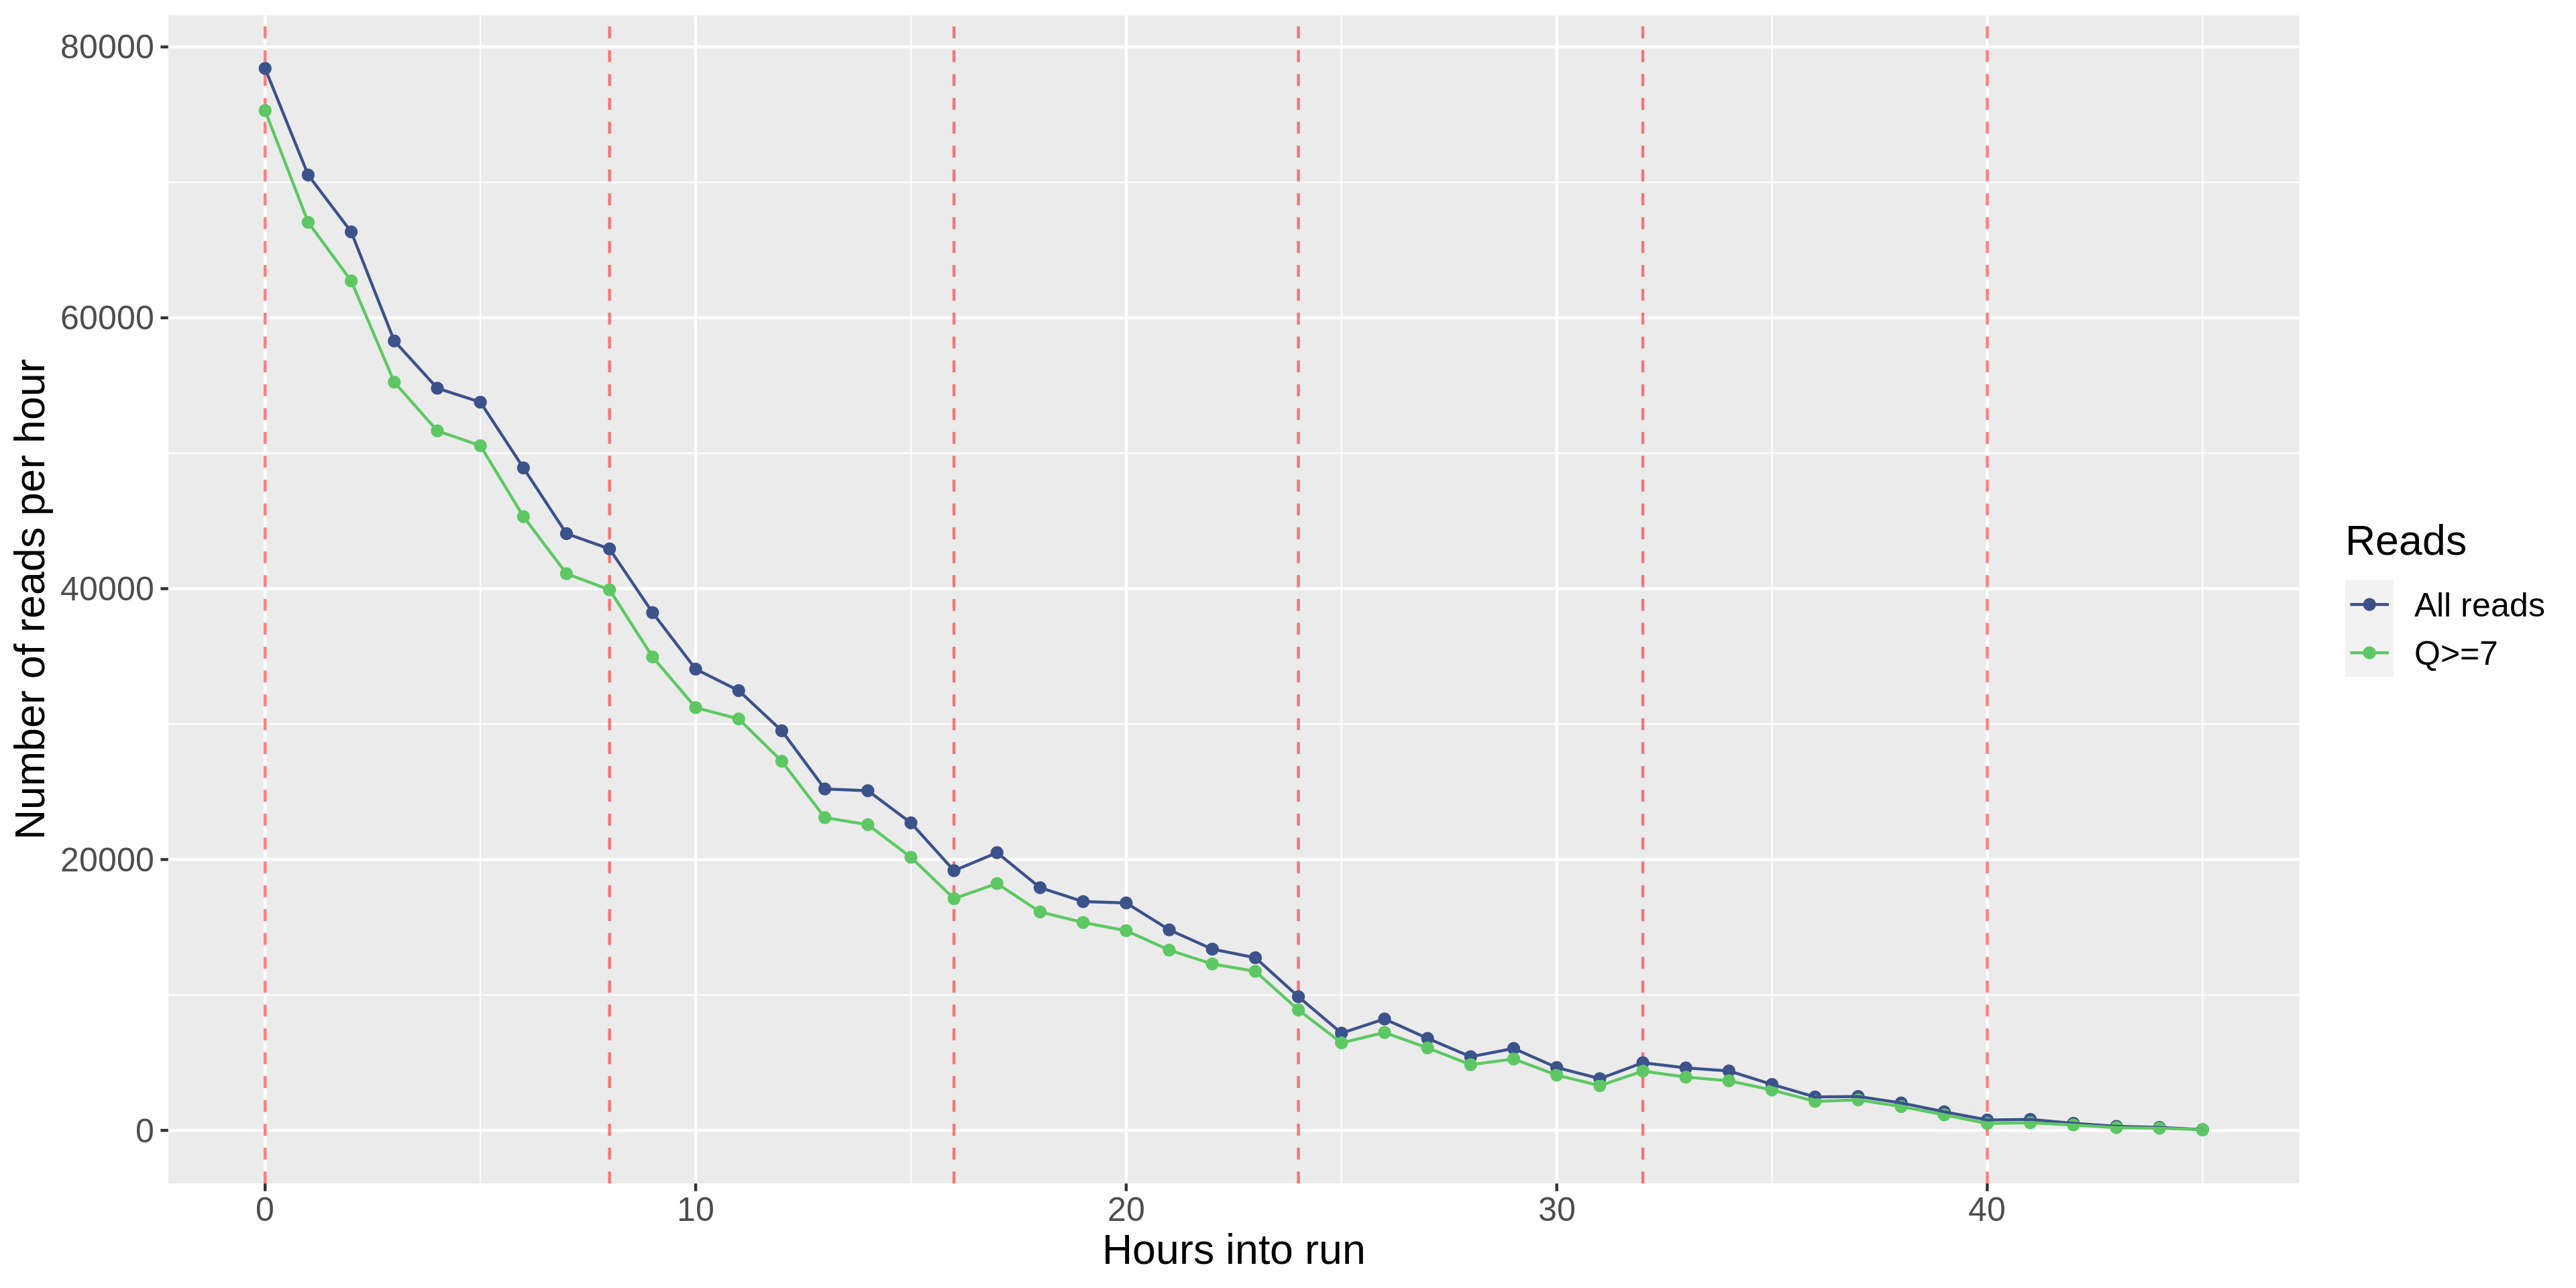 80000
60000
40000
20000
0
Number of reads per hour
0 10 20 30 40
Hours into run
Reads
All reads
Q>=7